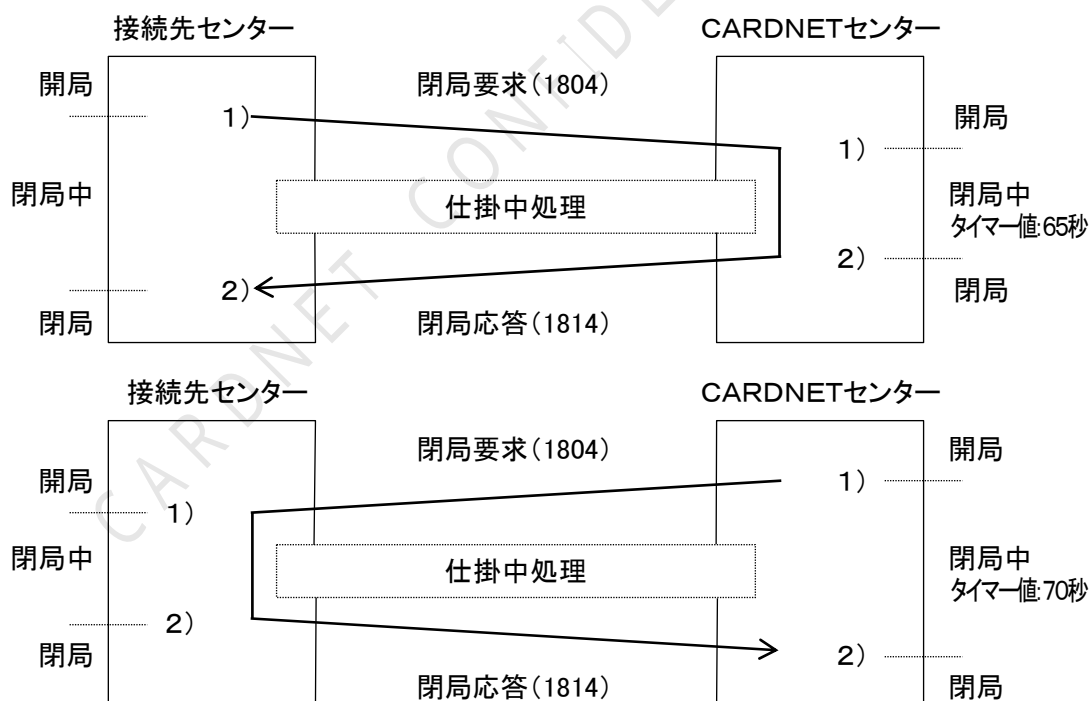 接続先センター
CARDNETセンター
開局
閉局要求(1804)
1)
開局
1)
閉局中
仕掛中処理
閉局中
タイマー値:65秒
2)
2)
閉局
閉局応答(1814)
閉局
接続先センター
CARDNETセンター
閉局要求(1804)
開局
1)
開局
1)
閉局中
仕掛中処理
閉局中
タイマー値:70秒
2)
閉局
2)
閉局応答(1814)
閉局
CARDNET CONFIDE